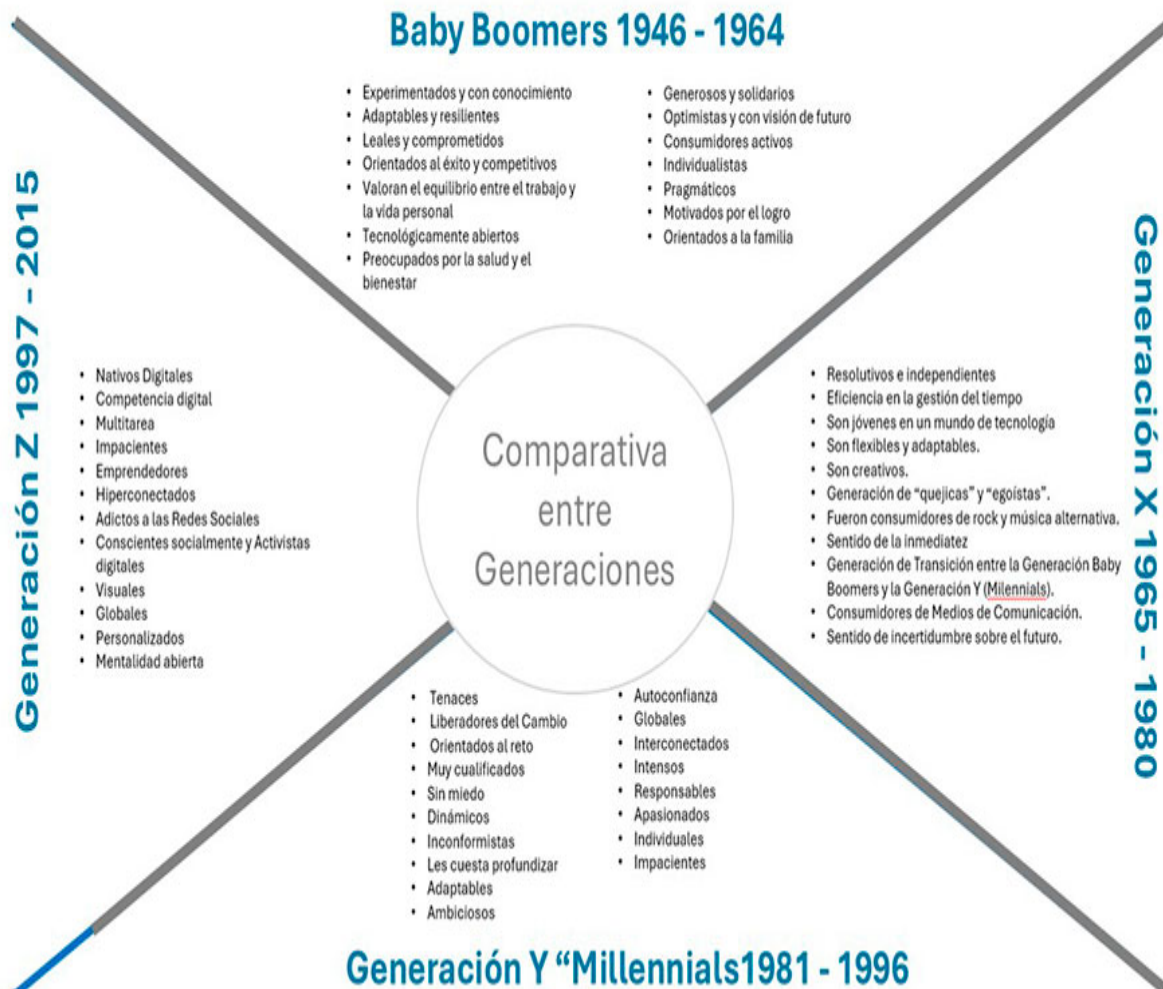 Baby Boomers 1946 - 1964
• Experimentados y con conocimiento
• Adaptables y resilientes
• Leales y comprometidos
• Orientados al éxito y competitivos
• Valoran el equilibrio entre el trabajo y
la vida personal
• Tecnológicamente abiertos
• Preocupados por la salud y el
bienestar
• Generosos y solidarios
• Optimistas y con visión de futuro
• Consumidores activos
• Individualistas
• Pragmáticos
• Motivados por el logro
• Orientados a la familia
Generación Z 1997 - 2015
• Nativos Digitales
• Competencia digital
• Multitarea
• Impacientes
• Emprendedores
• Hiperconectados
• Adictos a las Redes Sociales
• Conscientes socialmente y Activistas
digitales
• Visuales
• Globales
• Personalizados
• Mentalidad abierta
Comparativa
entre
Generaciones
• Resolutivos e independientes
• Eficiencia en la gestión del tiempo
• Son jóvenes en un mundo de tecnología
• Son flexibles y adaptables.
• Son creativos.
• Generación de “quejicas” y “egoístas”.
• Fueron consumidores de rock y música alternativa.
• Sentido de la inmediatez
• Generación de Transición entre la Generación Baby
Boomers y la Generación Y (Milennials).
• Consumidores de Medios de Comunicación.
• Sentido de incertidumbre sobre el futuro.
Generación X 1965 - 1980
• Tenaces
• Liberadores del Cambio
• Orientados al reto
• Muy cualificados
• Sin miedo
• Dinámicos
• Inconformistas
• Les cuesta profundizar
• Adaptables
• Ambiciosos
• Autoconfianza
• Globales
• Interconectados
• Intensos
• Responsables
• Apasionados
• Individuales
• Impacientes
Generación Y “Millennials1981 - 1996